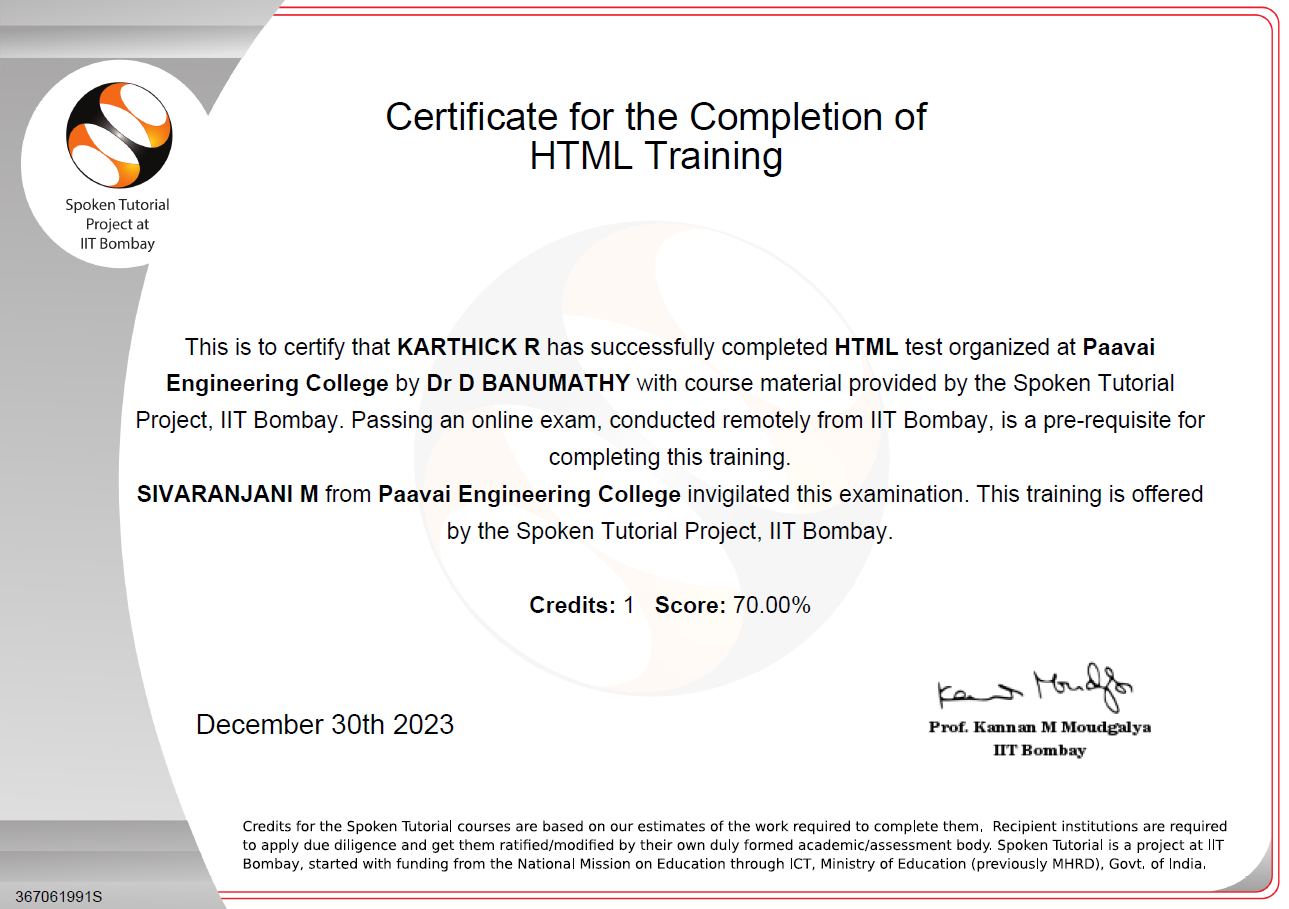 Certificate for the Completion of
HTML Training
Spoken Tutorial
Project at
IIT Bombay
This is to certify that KARTHICK R has successfully completed HTML test organized at Paavai
Engineering College by Dr D BANUMATHY with course material provided by the Spoken Tutorial
Project, IIT Bombay. Passing an online exam, conducted remotely from IIT Bombay, is a pre-requisite for
completing this training.
SIVARANJANI M from Paavai Engineering College invigilated this examination. This training is offered
by the Spoken Tutorial Project, IIT Bombay.
Credits: 1 Score: 70.00%
December 30th 2023
Prof. Kannan M Moudgalya
IIT Bombay
Credits for the Spoken Tutorial courses are based on our estimates of the work required to complete them, Recipient institutions are required
to apply due diligence and get them ratified/modified by their own duly formed academic/assessment body. Spoken Tutorial is a project at IIT
Bombay, started with funding from the National Mission on Education through ICT, Ministry of Education (previously MHRD), Govt. of India.
367061991S